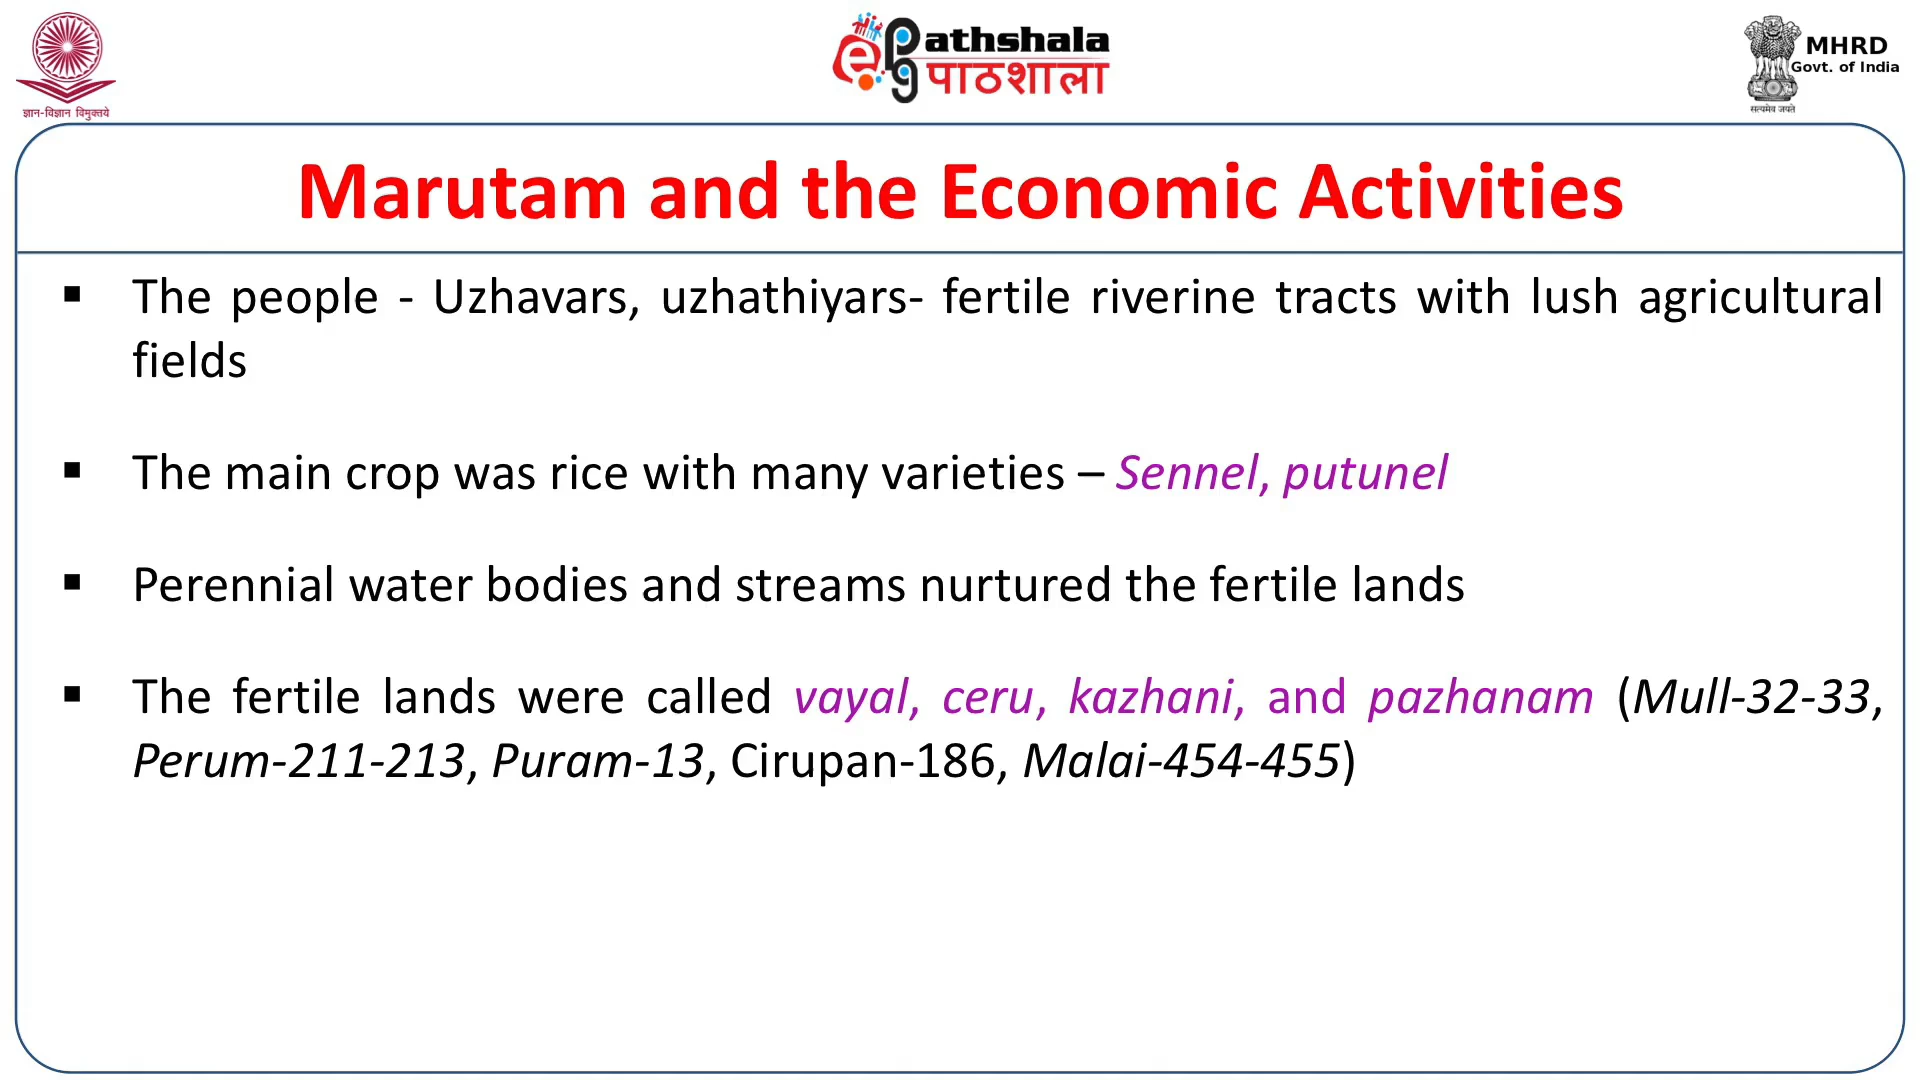 ज्ञान-विज्ञान विमुक्तये
ePG Pathshala
पाठशाला
MHRD
Govt. of India
सत्यमेव जयते
Marutam and the Economic Activities
▪ The people - Uzhavars, uzhathiyars- fertile riverine tracts with lush agricultural
fields
▪ The main crop was rice with many varieties – Sennel, putunel
▪ Perennial water bodies and streams nurtured the fertile lands
▪ The fertile lands were called vayal, ceru, kazhani, and pazhanam (Mull-32-33,
Perum-211-213, Puram-13, Cirupan-186, Malai-454-455)